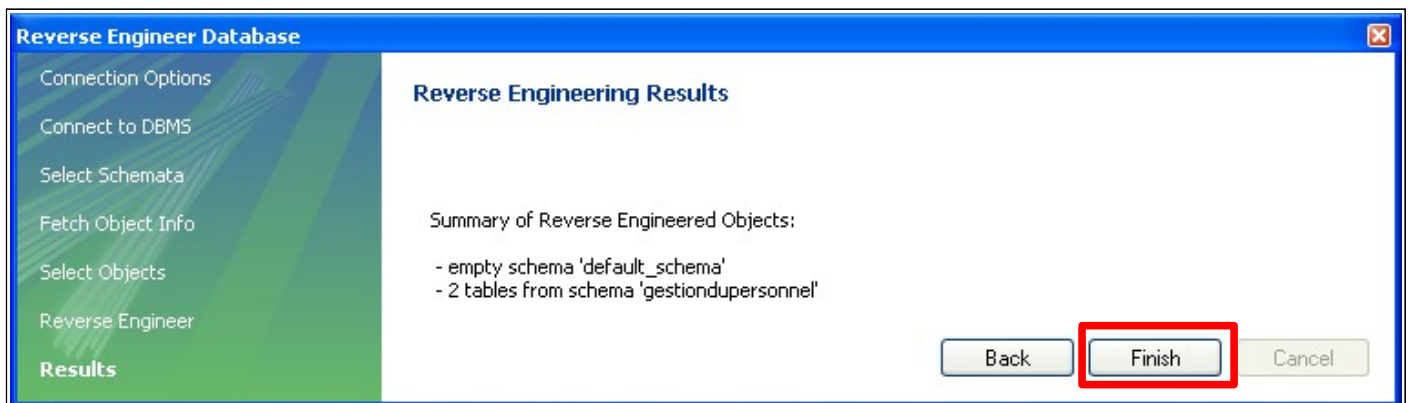 Reverse Engineer Database
Connection Options
Connect to DBMS
Select Schemata
Fetch Object Info
Select Objects
Reverse Engineer
Results
Reverse Engineering Results
Summary of Reverse Engineered Objects:
- empty schema 'default_schema'
- 2 tables from schema 'gestiondupersonnel'
Back
Finish
Cancel